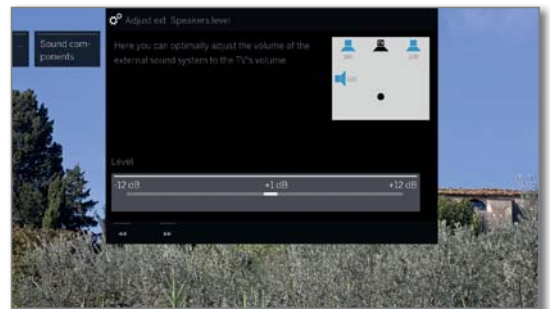 Adjust ext. Speakers level
Sound com-
ponents
Here you can optimally adjust the volume of the
external sound system to the TV's volume.
Level
-12 dB +1 dB +12 dB